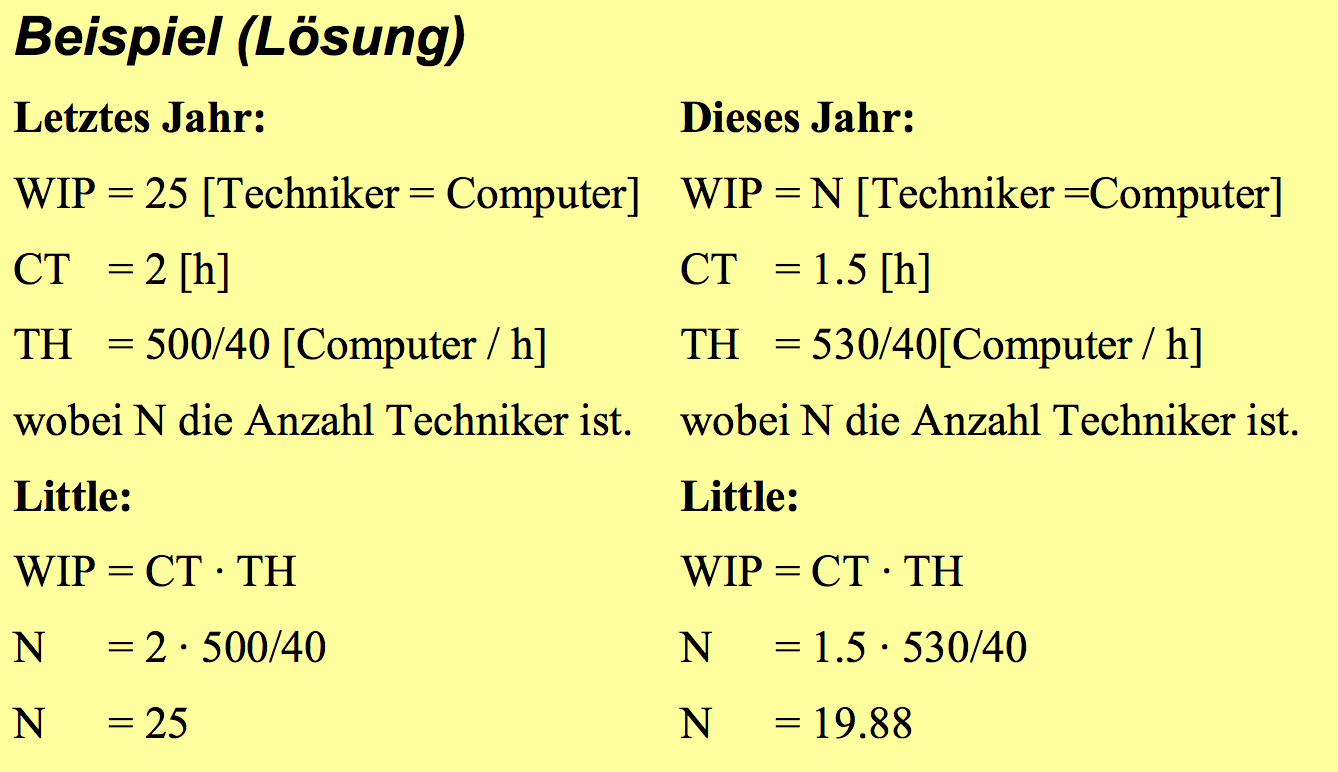 Beispiel (Lösung)
Letztes Jahr:
WIP = 25 [Techniker = Computer]
CT = 2 [h]
TH = 500/40 [Computer / h]
wobei N die Anzahl Techniker ist.
Little:
WIP = CT · TH
N = 2 · 500/40
N = 25
Dieses Jahr:
WIP = N [Techniker =Computer]
CT = 1.5 [h]
TH = 530/40[Computer / h]
wobei N die Anzahl Techniker ist.
Little:
WIP = CT · TH
N = 1.5 · 530/40
N = 19.88